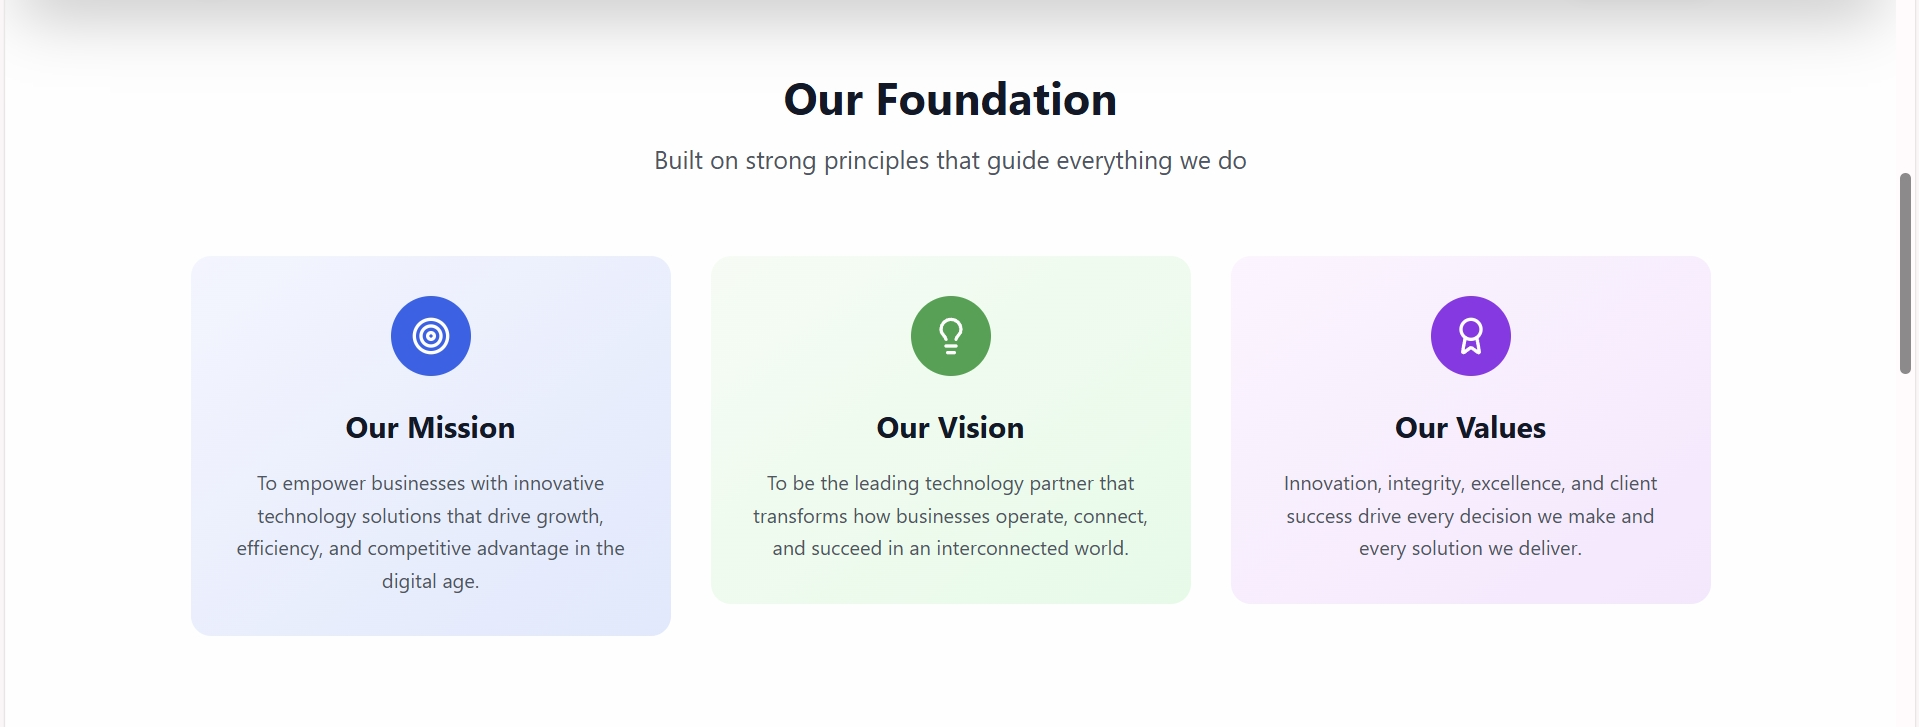 Our Foundation
Built on strong principles that guide everything we do
Our Mission
To empower businesses with innovative
technology solutions that drive growth,
efficiency, and competitive advantage in the
digital age.
Our Vision
To be the leading technology partner that
transforms how businesses operate, connect,
and succeed in an interconnected world.
Our Values
Innovation, integrity, excellence, and client
success drive every decision we make and
every solution we deliver.